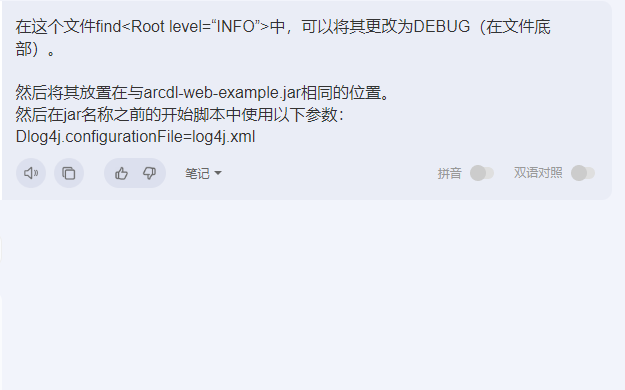 在这个文件find<Root level=“INFO”>中，可以将其更改为DEBUG（在文件底
部）。
然后将其放置在与arcdl-web-example.jar相同的位置。
然后在jar名称之前的开始脚本中使用以下参数：
Dlog4j.configurationFile=log4j.xml
笔记 拼音 双语对照